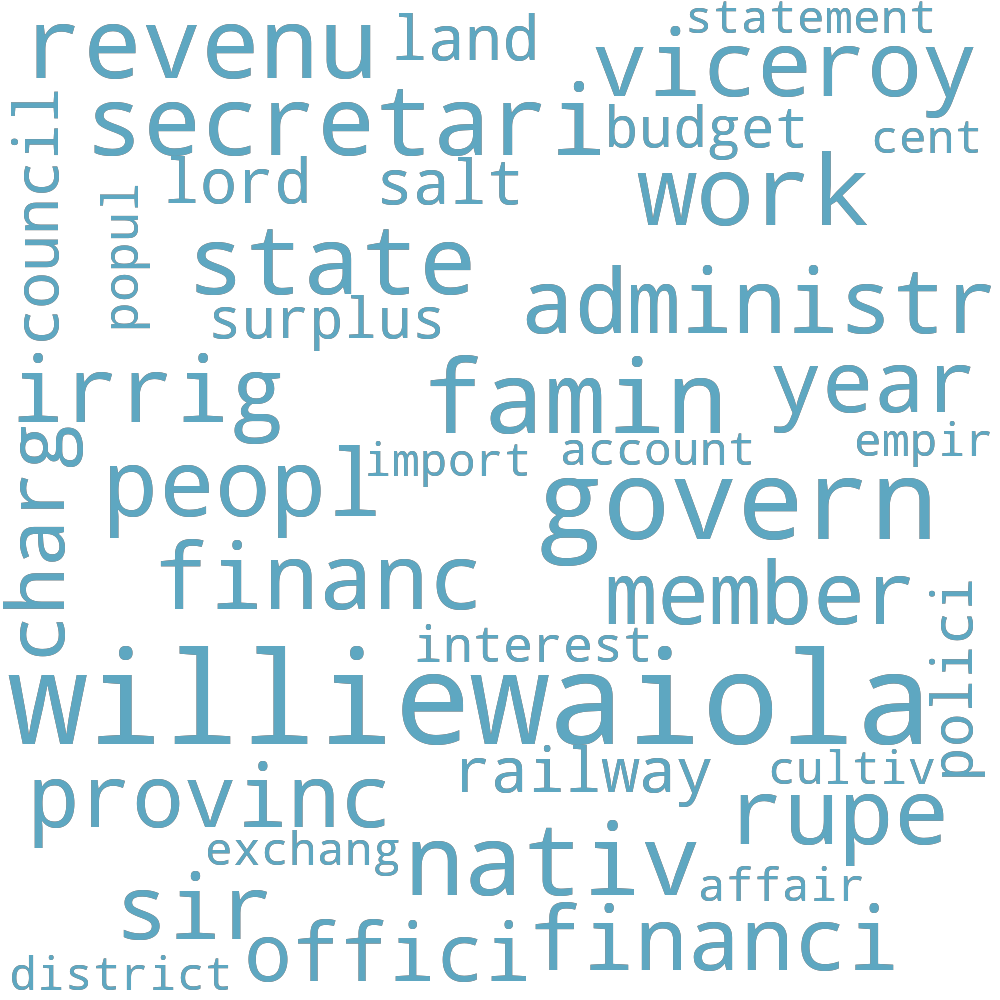 statement
revenu
land
viceroy
secretari
budget
cent
council
lord
salt
work
popul
state
surplus
administr
irrig
famin
year
charg
import
account
empir
peopl
govern
financ
member
polici
interest
williewaiola
railway
cultiv
provinc
rupe
exchang
nativ
affair
sir
offici
financi
district